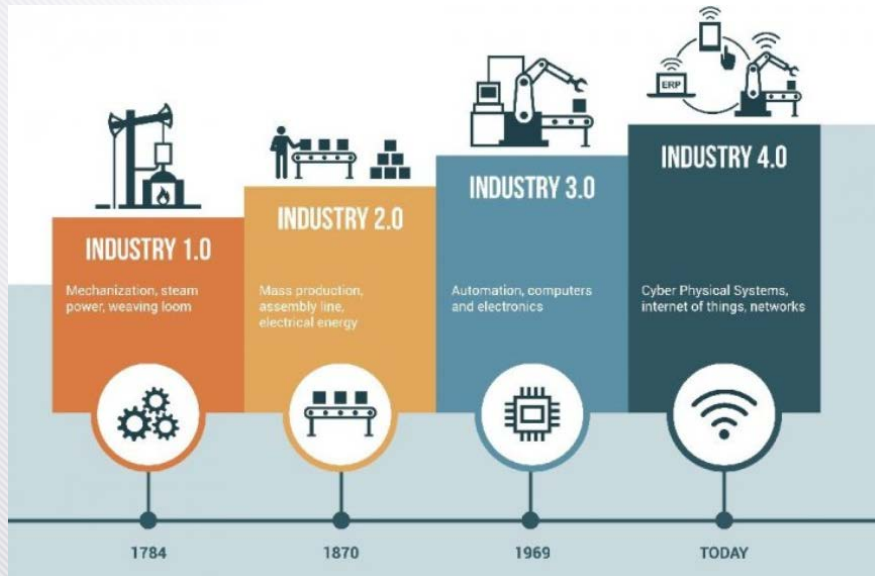 ERP
INDUSTRY 1.0
Mechanization, steam
power, weaving loom
INDUSTRY 2.0
Mass production,
assembly line,
electrical energy
INDUSTRY 3.0
Automation, computers
and electronics
INDUSTRY 4.0
Cyber Physical Systems,
internet of things, networks
1784
1870
1969
TODAY